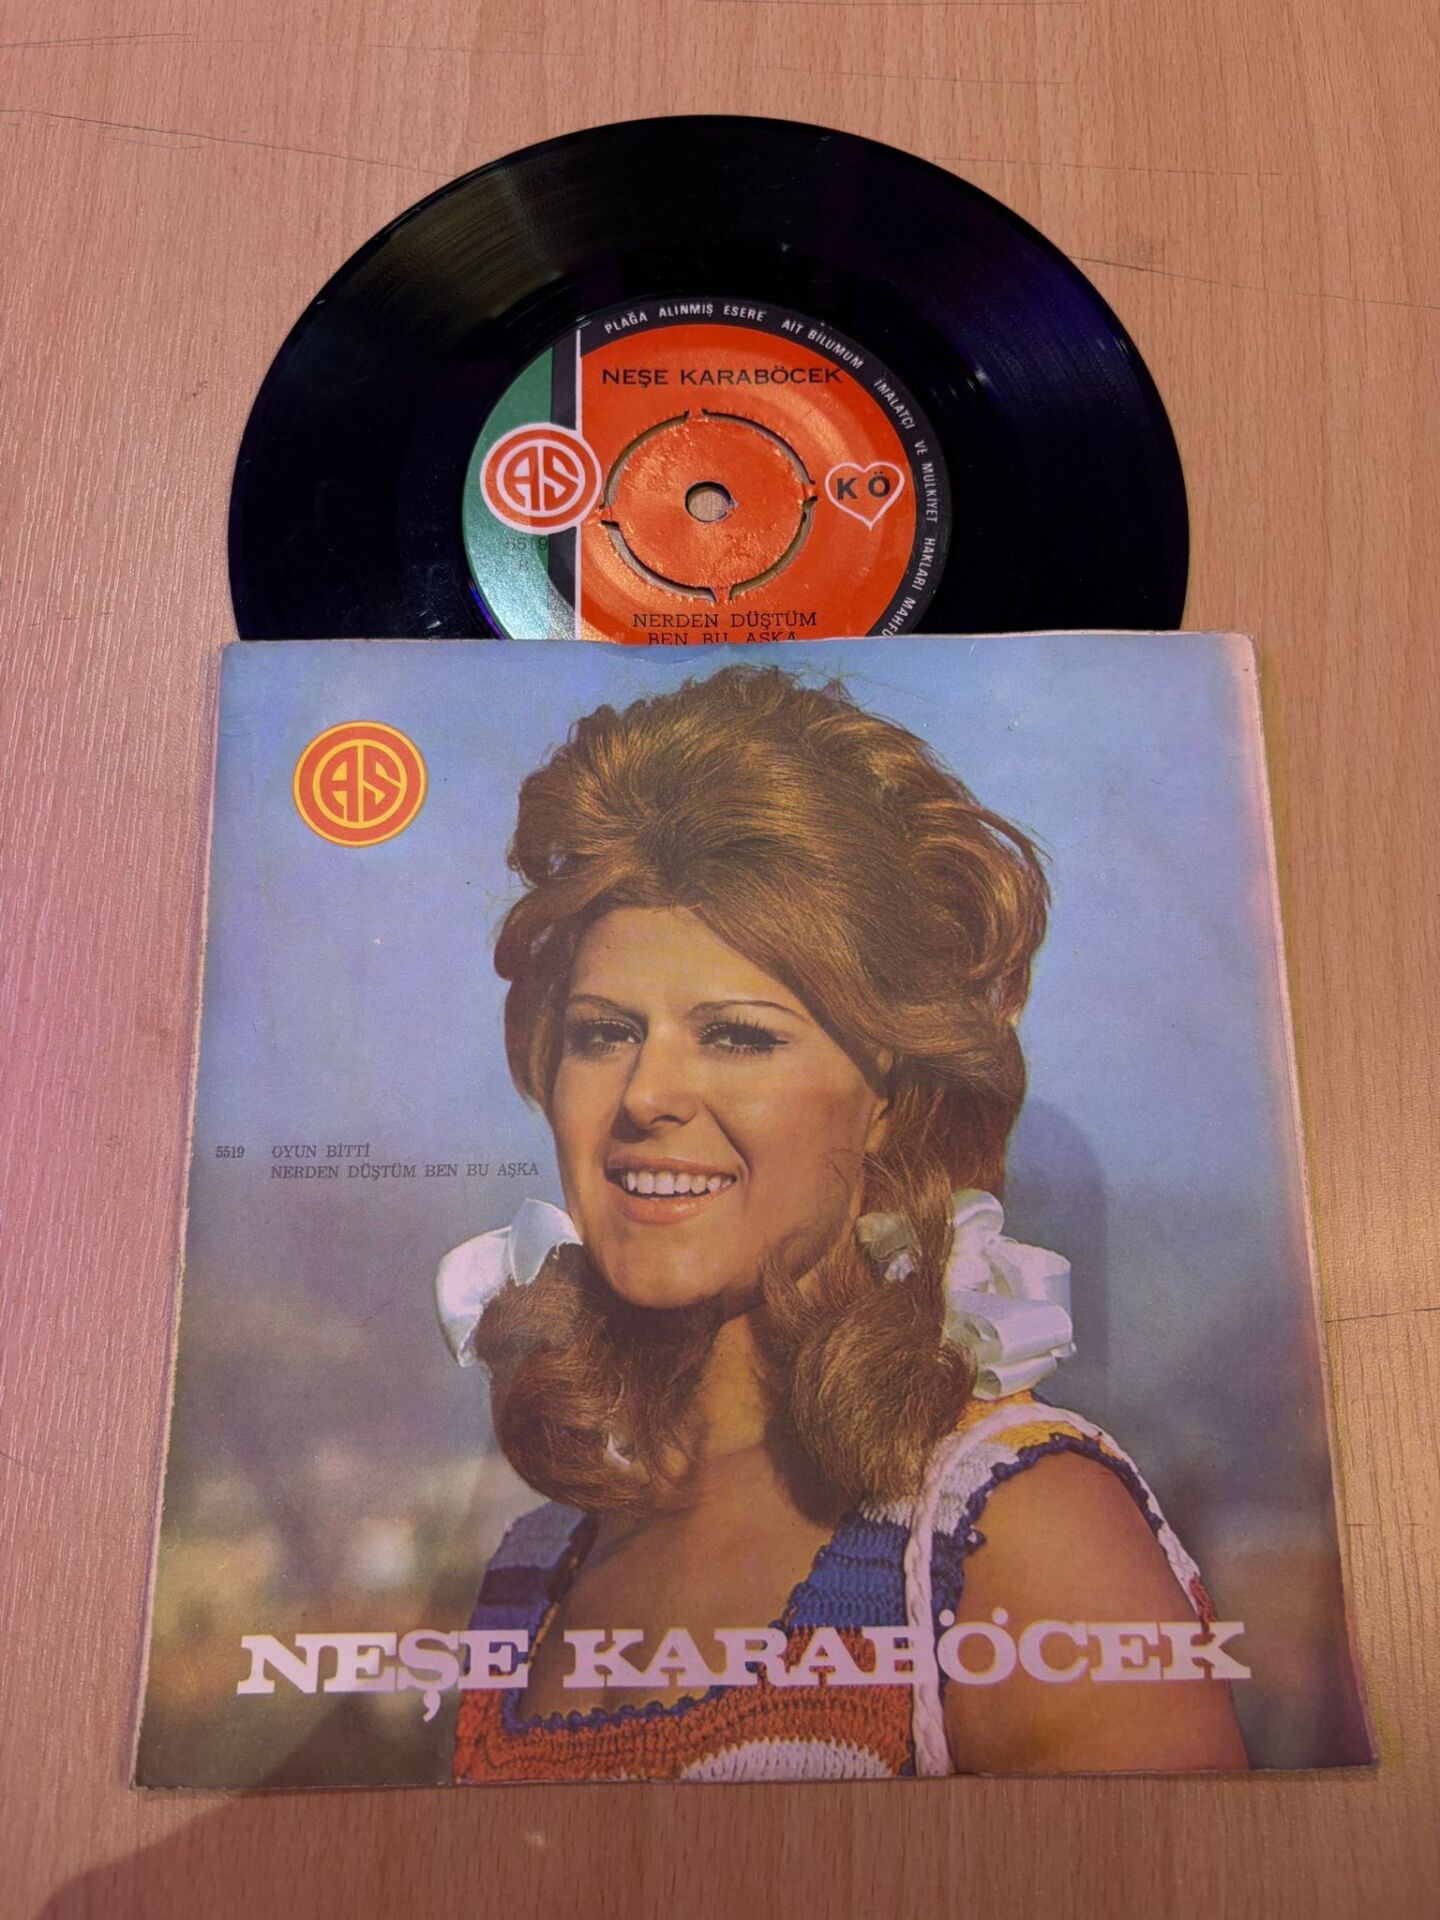 PLAĞA ALINMIŞ ESERE AİT BİLUMUM İMALATÇI VE MÜLKİYET HAKLARI
NEŞE KARABÖCEK
AS
K Ö
5519
NERDEN DÜŞTÜM
BEN BU AŞKA
AS
5519 OYUN BİTTİ
NERDEN DÜŞTÜM BEN BU AŞKA
NEŞE KARABÖCEK